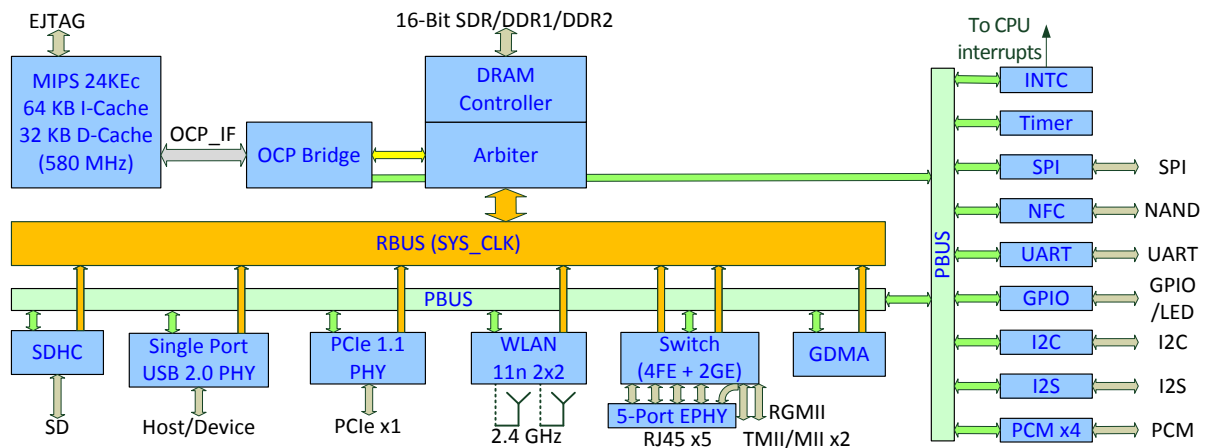 EJTAG
16-Bit SDR/DDR1/DDR2
To CPU
interrupts
MIPS 24KEc
64 KB I-Cache
32 KB D-Cache
(580 MHz)
OCP_IF
OCP Bridge
DRAM
Controller
Arbiter
RBUS (SYS_CLK)
PBUS
SDHC
Single Port
USB 2.0 PHY
PCIe 1.1
PHY
WLAN
11n 2x2
Switch
(4FE + 2GE)
GDMA
5-Port EPHY
SD
Host/Device
PCIe x1
2.4 GHz
RJ45 x5
RGMII
TMII/MII x2
PBUS
INTC
Timer
SPI
SPI
NFC
NAND
UART
UART
GPIO
GPIO
/LED
I2C
I2C
I2S
I2S
PCM x4
PCM